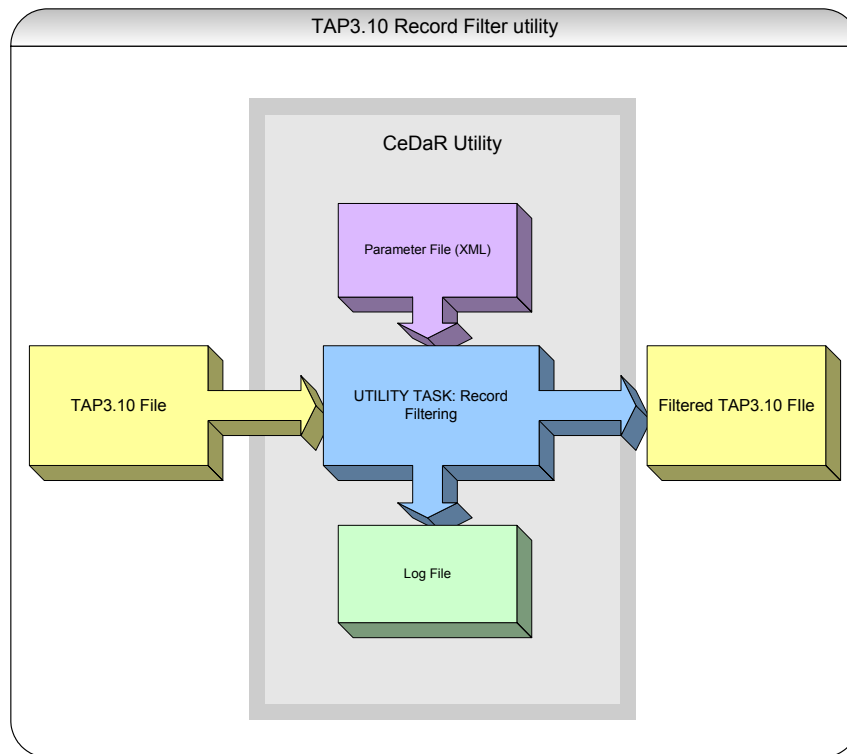 TAP3.10 Record Filter utility
CeDaR Utility
Parameter File (XML)
TAP3.10 File
UTILITY TASK: Record
Filtering
Filtered TAP3.10 FIle
Log File